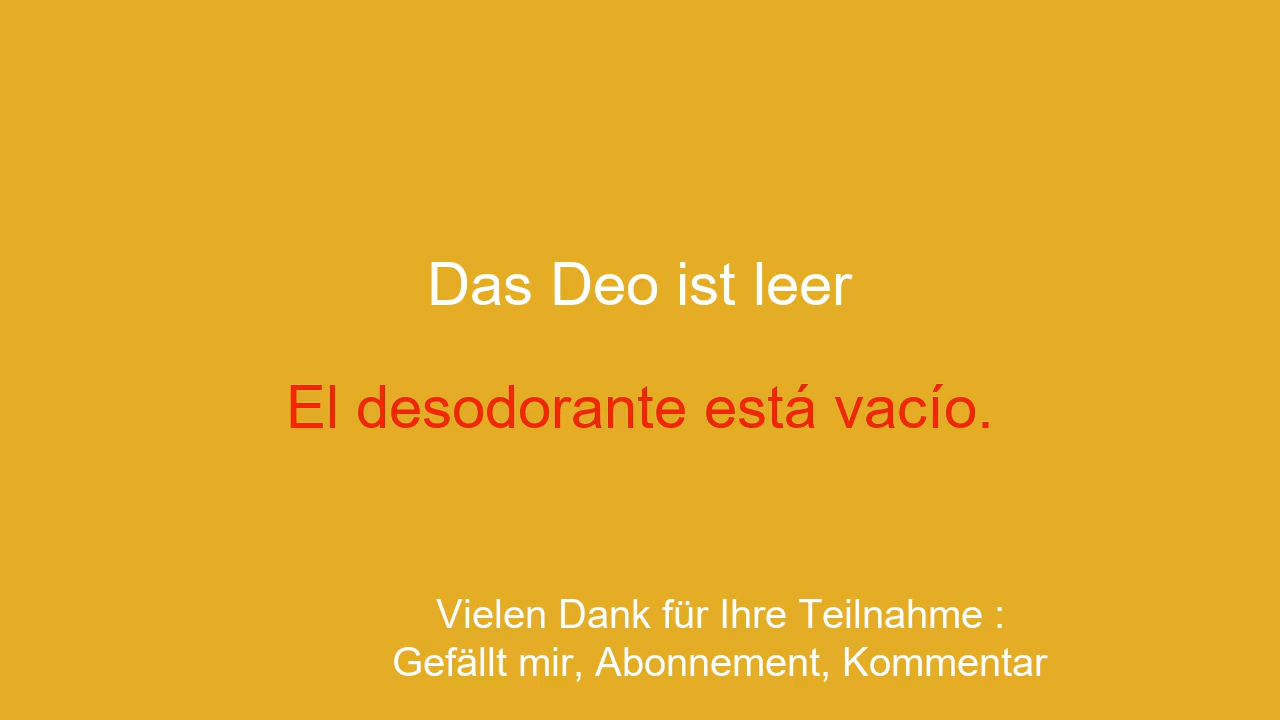 Das Deo ist leer
El desodorante está vacío.
Vielen Dank für Ihre Teilnahme :
Gefällt mir, Abonnement, Kommentar